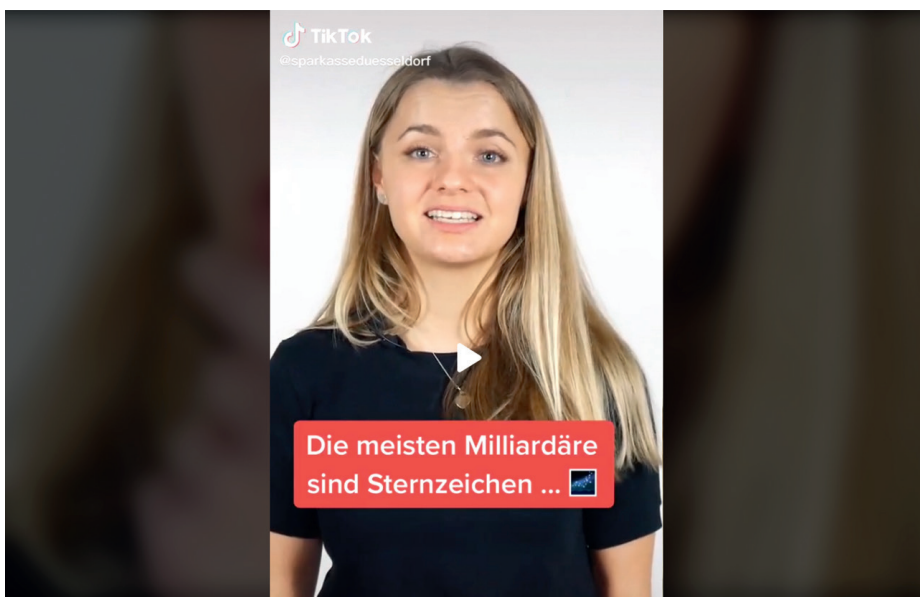 TikTok
@sparkasseduesseldorf
Die meisten Milliardäre
sind Sternzeichen ... 🌌